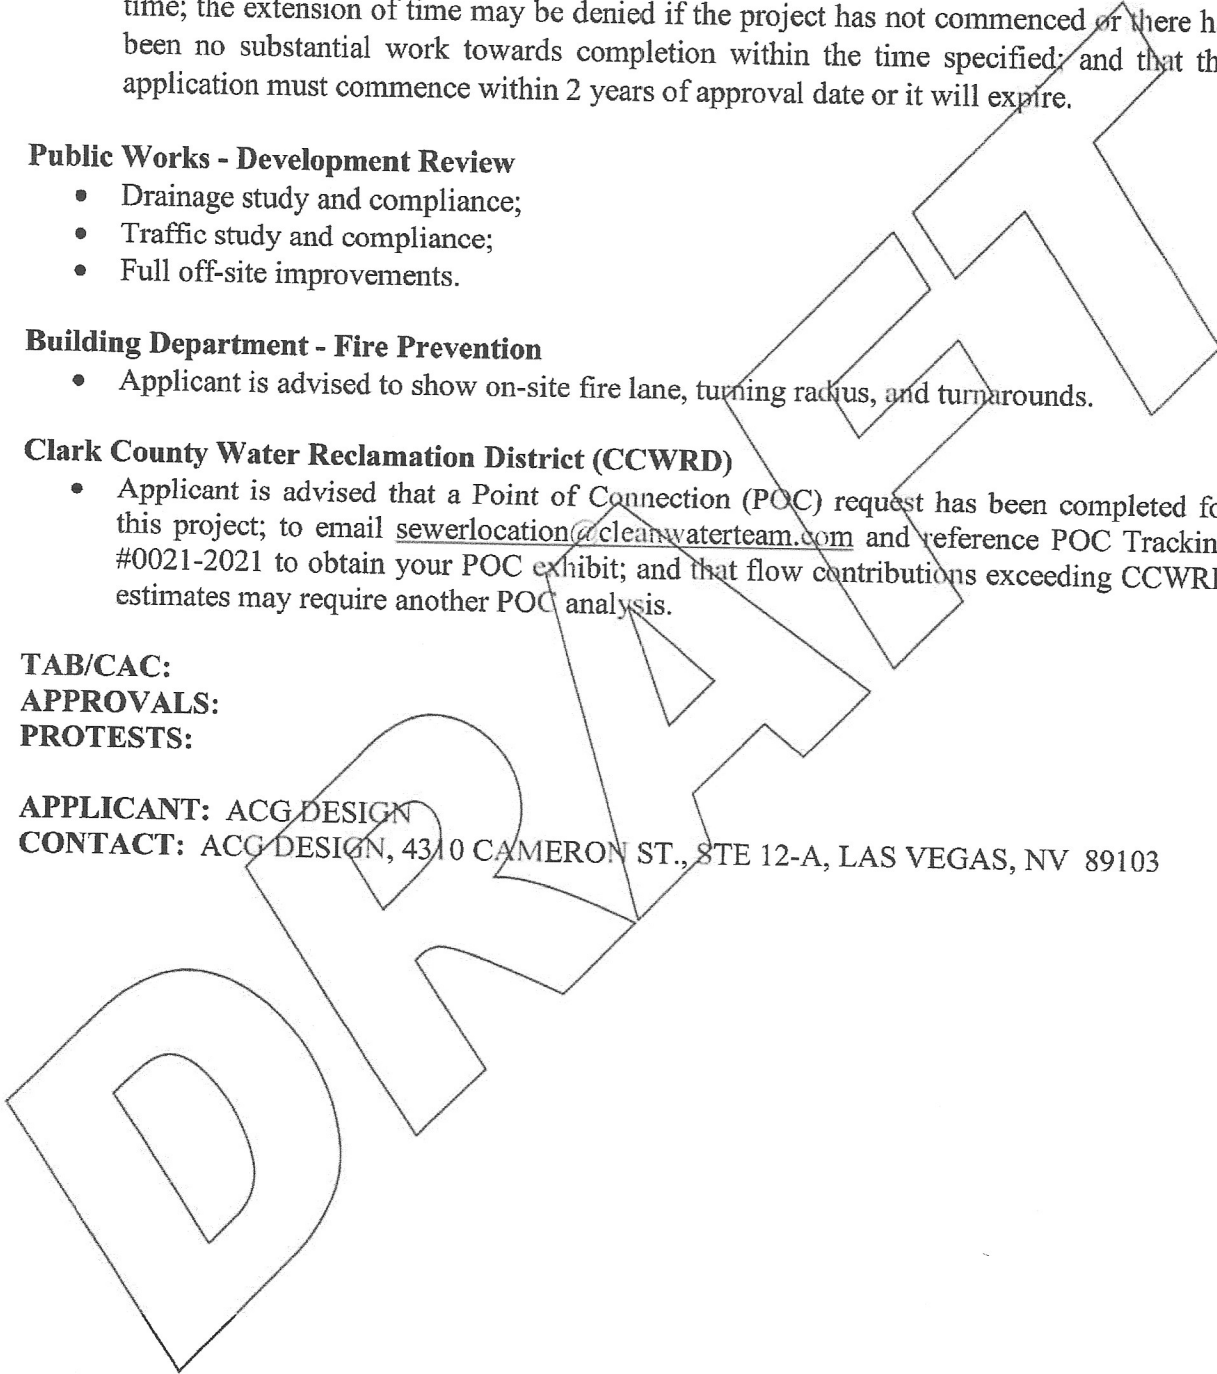 time; the extension of time may be denied if the project has not commenced or there h
been no substantial work towards completion within the time specified; and that th
application must commence within 2 years of approval date or it will expire.
Public Works - Development Review
• Drainage study and compliance;
• Traffic study and compliance;
• Full off-site improvements.
Building Department - Fire Prevention
• Applicant is advised to show on-site fire lane, turning radius, and turnarounds.
Clark County Water Reclamation District (CCWRD)
• Applicant is advised that a Point of Connection (POC) request has been completed fo
this project; to email sewerlocation@cleanwaterteam.com and reference POC Trackin
#0021-2021 to obtain your POC exhibit; and that flow contributions exceeding CCWRD
estimates may require another POC analysis.
TAB/CAC:
APPROVALS:
PROTESTS:
APPLICANT: ACG DESIGN
CONTACT: ACG DESIGN, 4310 CAMERON ST., STE 12-A, LAS VEGAS, NV 89103
DRAFT